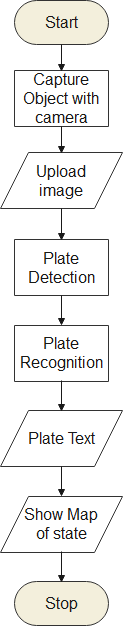 Start
Capture
Object with
camera
Upload
image
Plate
Detection
Plate
Recognition
Plate Text
Show Map
of state
Stop